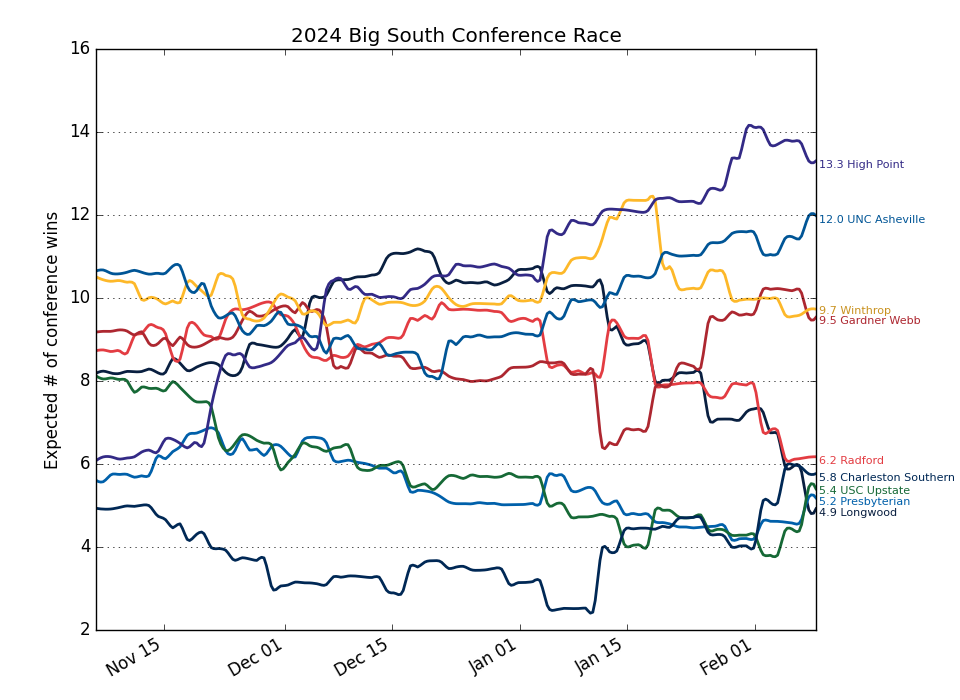 2024 Big South Conference Race
Expected # of conference wins
16
14
12
10
8
6
4
2
Nov 15
Dec 01
Dec 15
Jan 01
Jan 15
Feb 01
13.3 High Point
12.0 UNC Asheville
9.7 Winthrop
9.5 Gardner Webb
6.2 Radford
5.8 Charleston Southern
5.4 USC Upstate
5.2 Presbyterian
4.9 Longwood